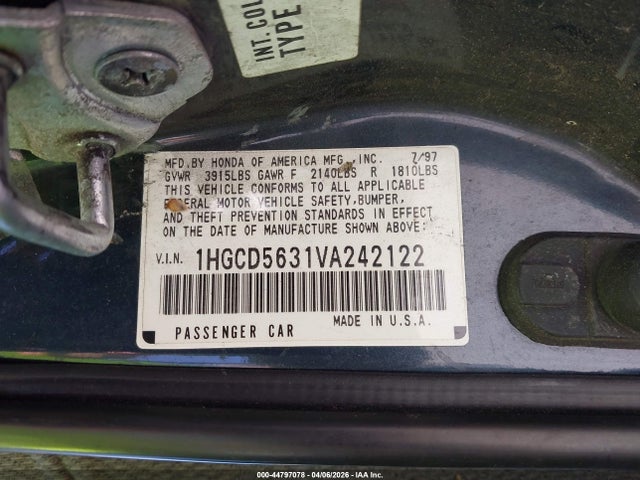 INT. COL
TYPE
MFD. BY HONDA OF AMERICA MFG., INC. 7/97
GVWR 3915LBS GAWR F 2140LBS R 1810LBS
THIS VEHICLE CONFORMS TO ALL APPLICABLE
FEDERAL MOTOR VEHICLE SAFETY, BUMPER,
AND THEFT PREVENTION STANDARDS IN EFFECT
ON THE DATE OF MANUFACTURE SHOWN ABOVE:
V.I.N. 1HGCD5631VA242122
PASSENGER CAR MADE IN U.S.A.
000-44797078 - 04/06/2026 - IAA Inc.